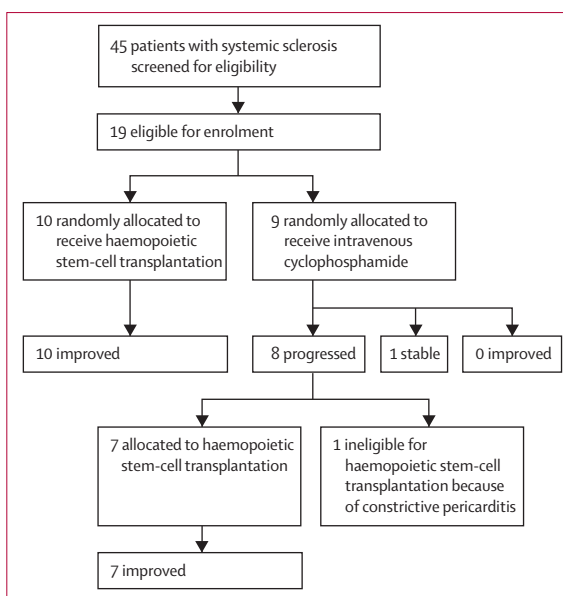 45 patients with systemic sclerosis
screened for eligibility
19 eligible for enrolment
10 randomly allocated to
receive haemopoietic
stem-cell transplantation
9 randomly allocated to
receive intravenous
cyclophosphamide
10 improved
8 progressed
1 stable
0 improved
7 allocated to haemopoietic
stem-cell transplantation
1 ineligible for
haemopoietic stem-cell
transplantation because
of constrictive pericarditis
7 improved